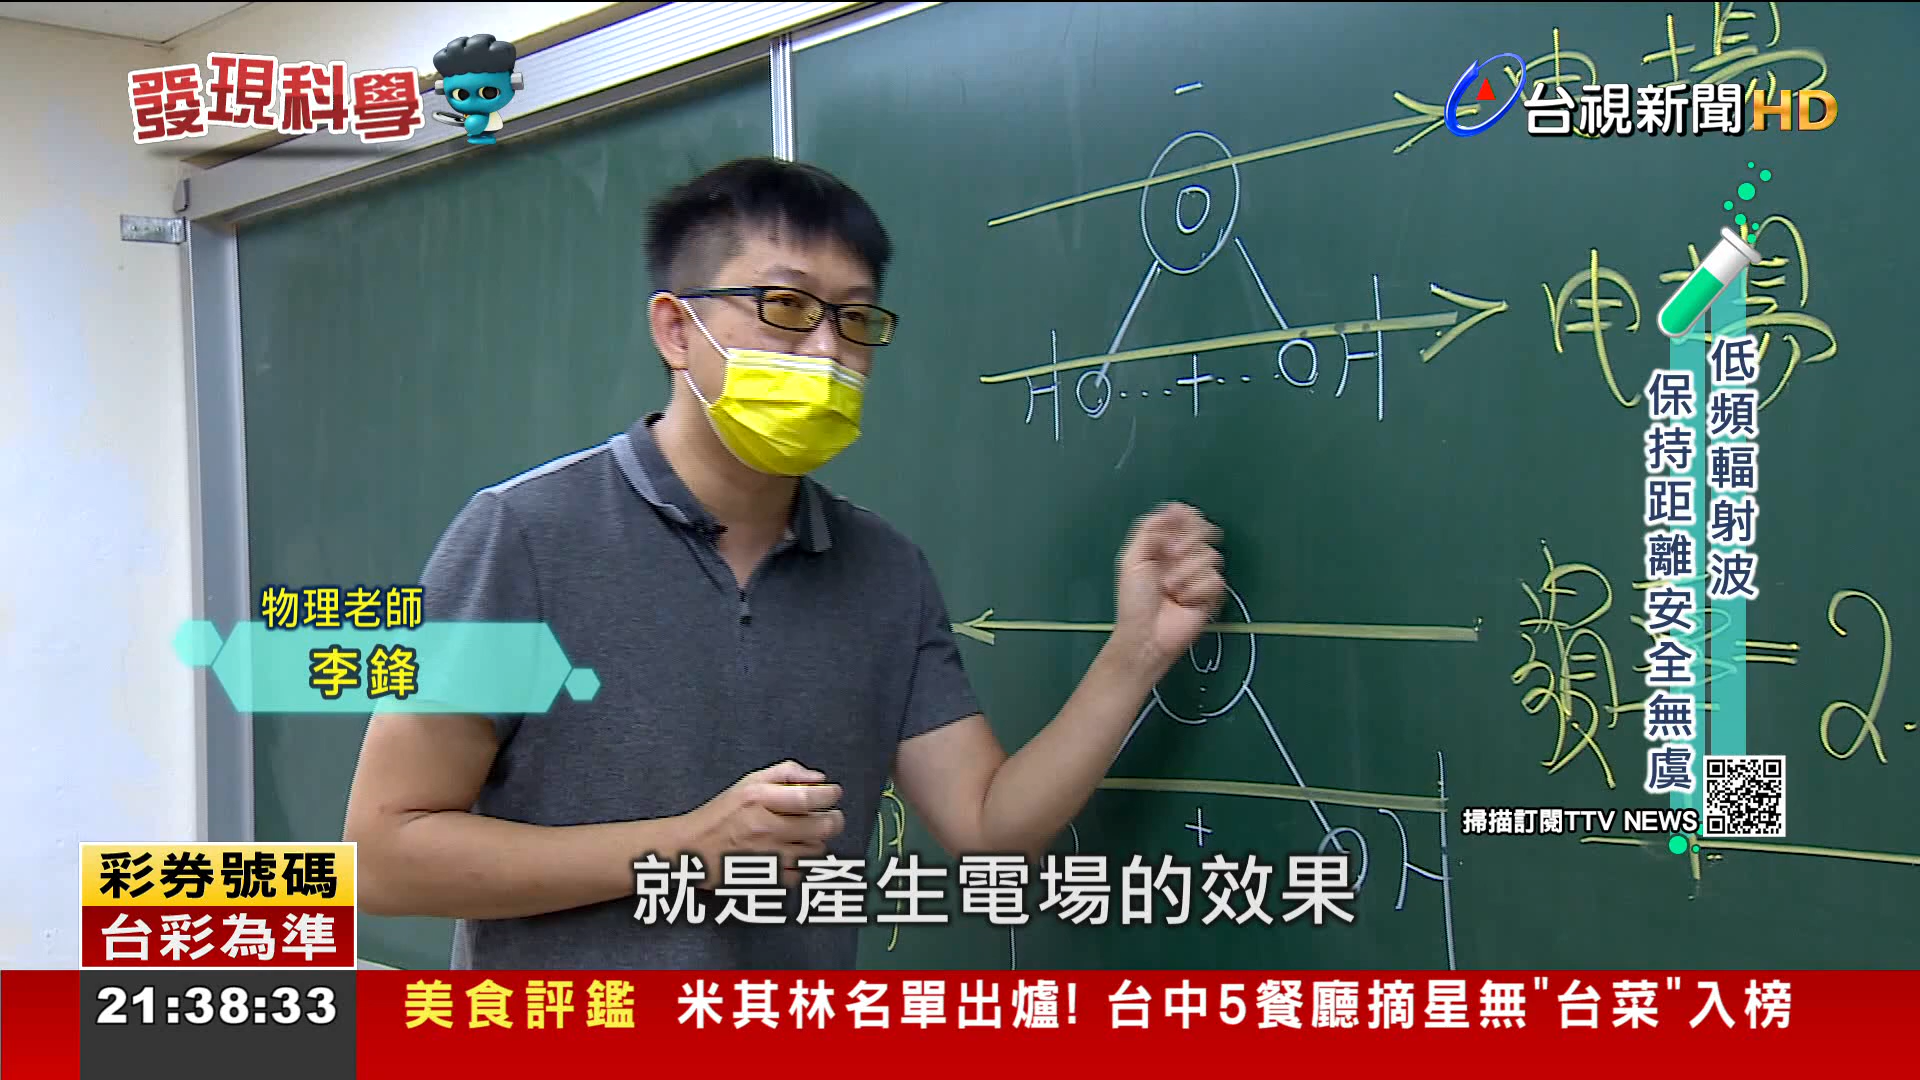 發現科學
台視新聞HD
電場
O
H
+
H
電場
低頻輻射波
保持距離安全無虞
物理老師
李鋒
頻率=2.
O
+
H
掃描訂閱TTV NEWS
就是產生電場的效果
彩券號碼
台彩為準
21:38:33
美食評鑑 米其林名單出爐! 台中5餐廳摘星無"台菜"入榜